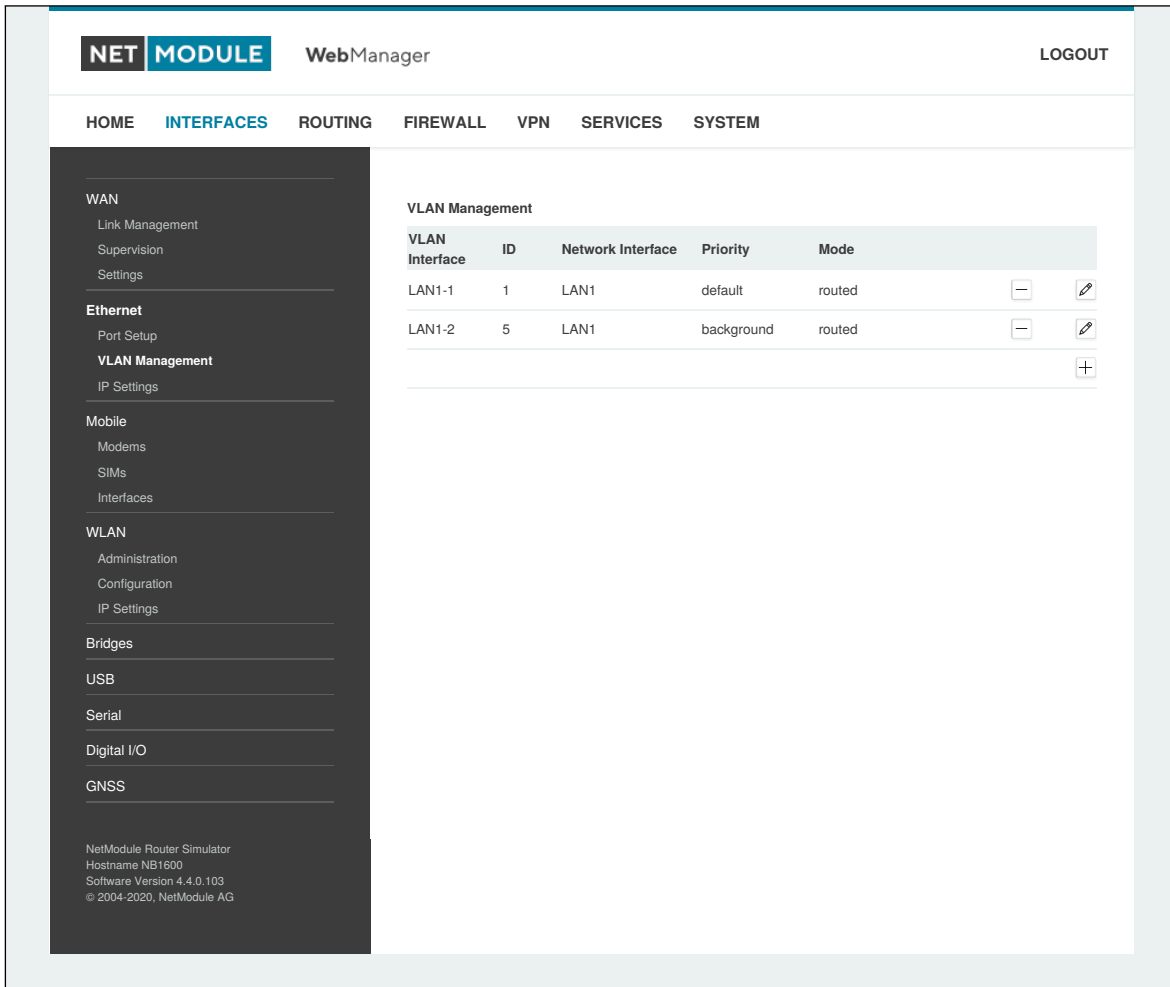 NET MODULE WebManager LOGOUT
HOME INTERFACES ROUTING FIREWALL VPN SERVICES SYSTEM
WAN
Link Management
Supervision
Settings
Ethernet
Port Setup
VLAN Management
IP Settings
Mobile
Modems
SIMs
Interfaces
WLAN
Administration
Configuration
IP Settings
Bridges
USB
Serial
Digital I/O
GNSS
NetModule Router Simulator
Hostname NB1600
Software Version 4.4.0.103
© 2004-2020, NetModule AG
VLAN Management
VLAN Interface ID Network Interface Priority Mode
LAN1-1 1 LAN1 default routed
LAN1-2 5 LAN1 background routed